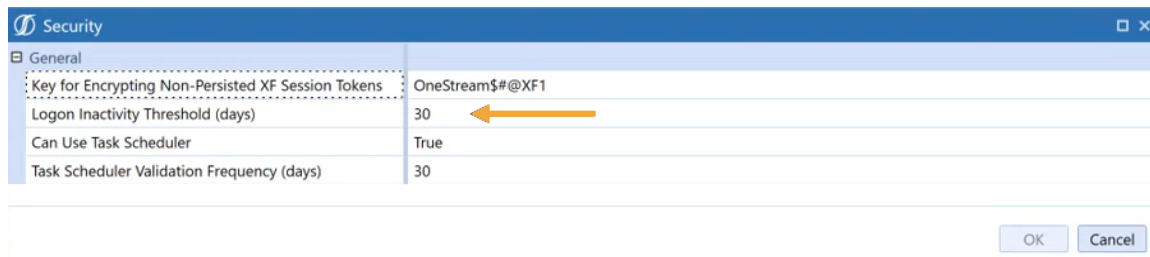 Security
General
Key for Encrypting Non-Persisted XF Session Tokens OneStream$#@XF1
Logon Inactivity Threshold (days) 30
Can Use Task Scheduler True
Task Scheduler Validation Frequency (days) 30
OK Cancel